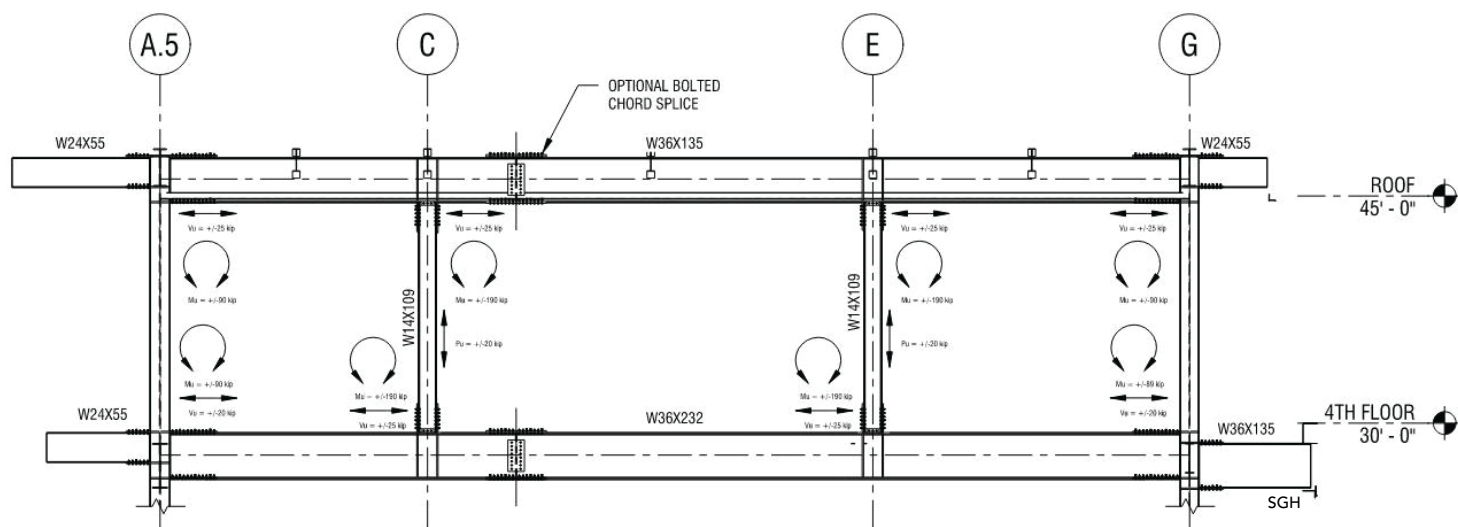 A.5
C
E
G
OPTIONAL BOLTED
CHORD SPLICE
W24X55
W36X135
W24X55
ROOF
45' - 0"
Vu = +/-25 kip
Vu = +/-25 kip
Vu = +/-25 kip
Vu = +/-25 kip
Mu = +/-90 kip
Mu = +/-190 kip
Mu = +/-190 kip
Mu = +/-90 kip
W14X109
W14X109
Pu = +/-20 kip
Pu = +/-20 kip
Mu = +/-90 kip
Mu = +/-190 kip
Mu = +/-190 kip
Mu = +/-89 kip
Vu = +/-20 kip
Vu = +/-25 kip
Vu = +/-25 kip
Vu = +/-20 kip
W24X55
W36X232
W36X135
4TH FLOOR
30' - 0"
SGH